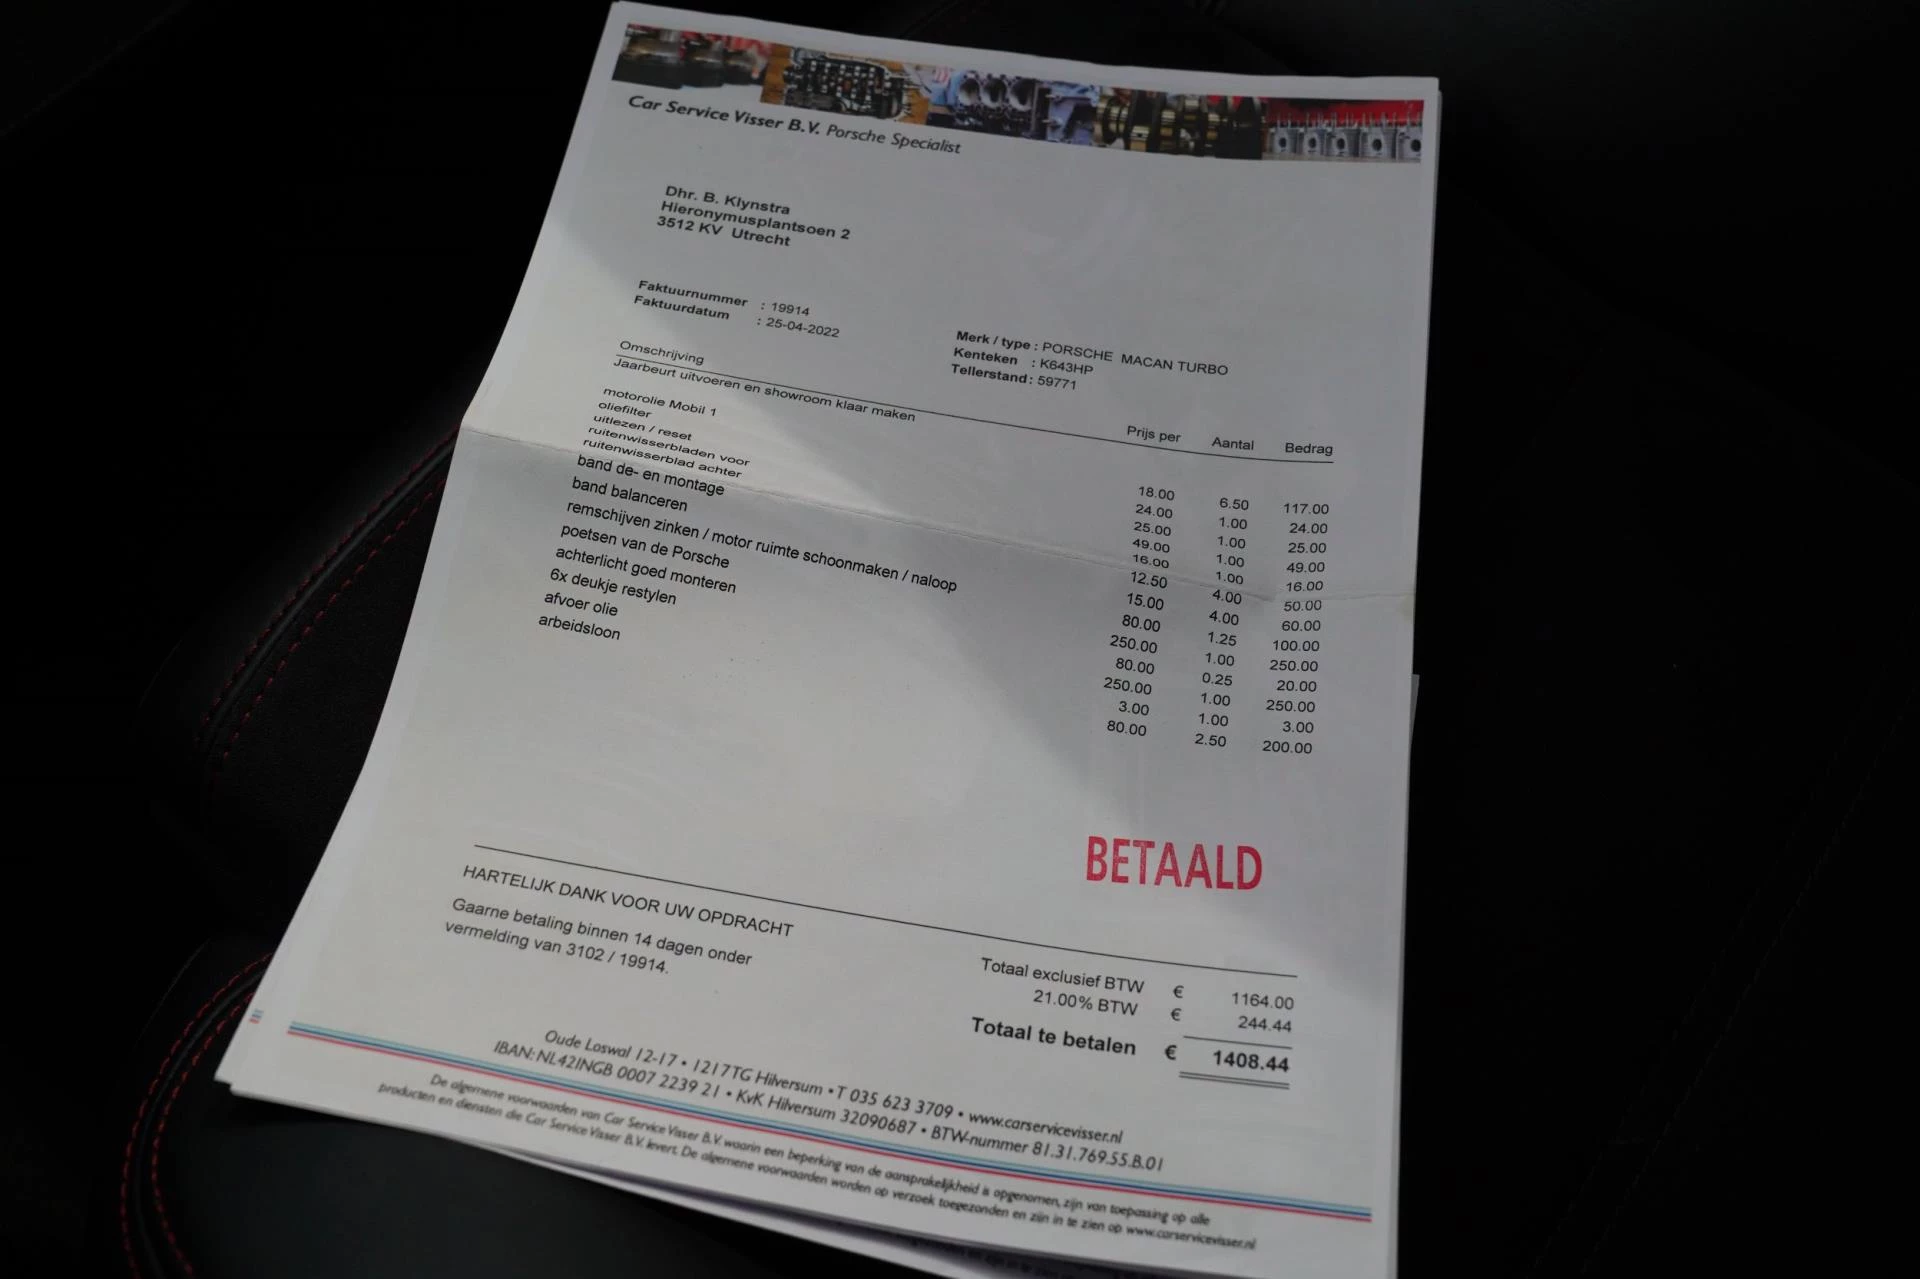 Car Service Visser B.V. Porsche Specialist
Dhr. B. Klynstra
Hieronymusplantsoen 2
3512 KV Utrecht
Faktuurnummer : 19914
Faktuurdatum : 25-04-2022
Merk / type : PORSCHE MACAN TURBO
Kenteken : K643HP
Tellerstand : 59771
Omschrijving Prijs per Aantal Bedrag
Jaarbeurt uitvoeren en showroom klaar maken
motorolie Mobil 1 18.00 6.50 117.00
oliefilter 24.00 1.00 24.00
uitlezen / reset 25.00 1.00 25.00
ruitenwisserbladen voor 49.00 1.00 49.00
ruitenwisserblad achter 16.00 1.00 16.00
band de- en montage 12.50 4.00 50.00
band balanceren 15.00 4.00 60.00
remschijven zinken / motor ruimte schoonmaken / naloop 80.00 1.25 100.00
poetsen van de Porsche 250.00 1.00 250.00
achterlicht goed monteren 80.00 0.25 20.00
6x deukje restylen 250.00 1.00 250.00
afvoer olie 3.00 1.00 3.00
arbeidsloon 80.00 2.50 200.00
BETAALD
HARTELIJK DANK VOOR UW OPDRACHT
Gaarne betaling binnen 14 dagen onder
vermelding van 3102 / 19914.
Totaal exclusief BTW € 1164.00
21.00% BTW € 244.44
Totaal te betalen € 1408.44
Oude Loswal 12-17 • 1217TG Hilversum • T 035 623 3709 • www.carservicevisser.nl
IBAN: NL42INGB 0007 2239 21 • KvK Hilversum 32090687 • BTW-nummer 81.31.769.55.B.01
De algemene voorwaarden van Car Service Visser B.V. waarin een beperking van de aansprakelijkheid is opgenomen, zijn van toepassing op alle
producten en diensten die Car Service Visser B.V. levert. De algemene voorwaarden worden op verzoek toegezonden en zijn in te zien op www.carservicevisser.nl